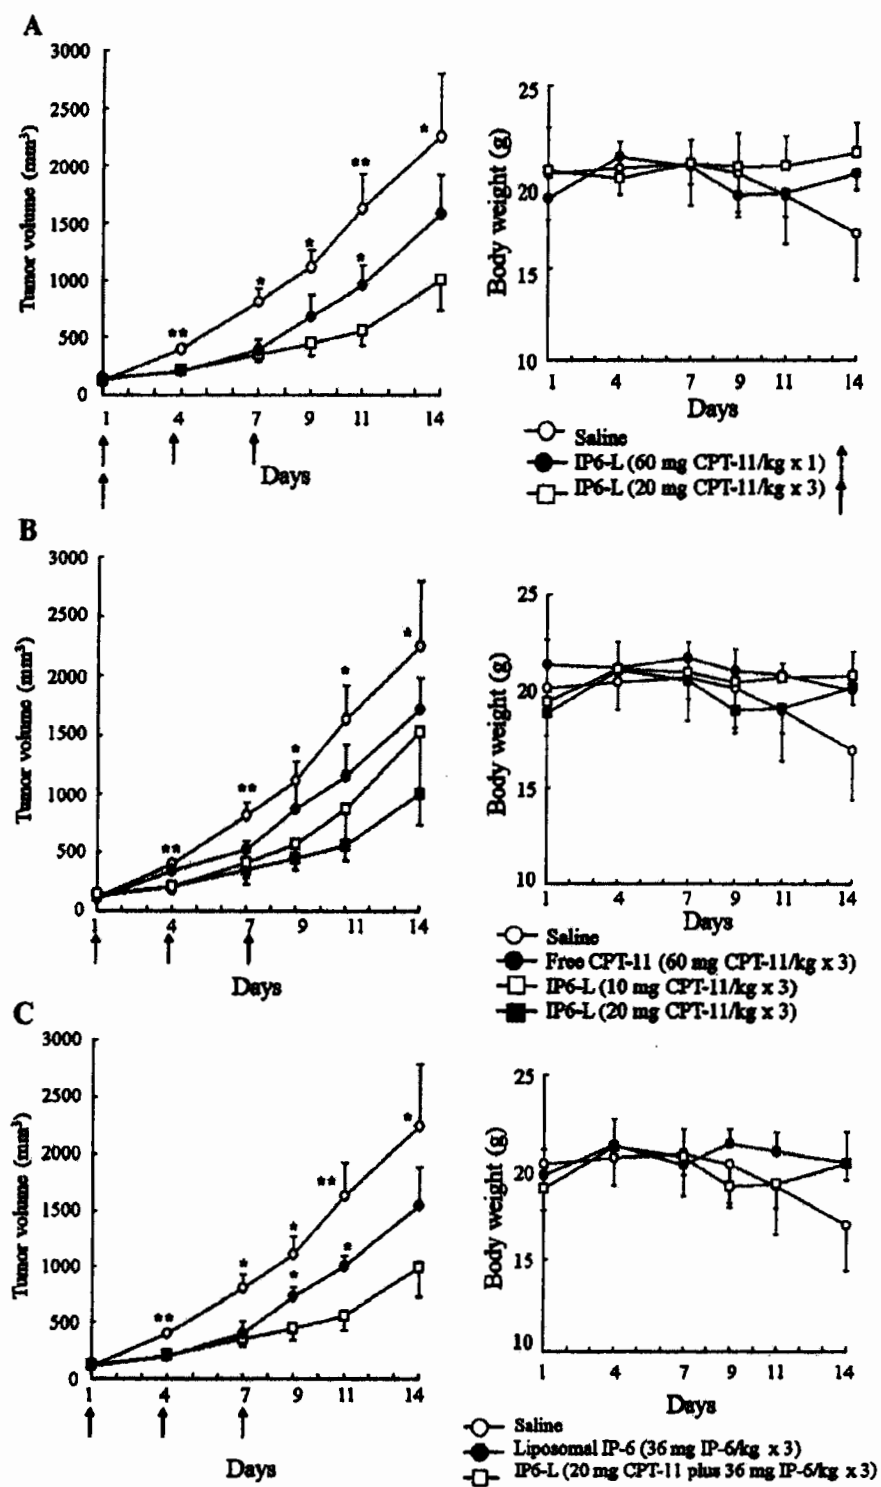 A
Tumor volume (mm³)
3000
2500
2000
1500
1000
500
0
**
*
*
**
*
*
1 4 7 9 11 14
Days
Body weight (g)
25
20
15
10
1 4 7 9 11 14
Days
Saline
IP6-L (60 mg CPT-11/kg x 1)
IP6-L (20 mg CPT-11/kg x 3)
B
Tumor volume (mm³)
3000
2500
2000
1500
1000
500
0
**
**
*
*
*
1 4 7 9 11 14
Days
Body weight (g)
25
20
15
10
1 4 7 9 11 14
Days
Saline
Free CPT-11 (60 mg CPT-11/kg x 3)
IP6-L (10 mg CPT-11/kg x 3)
IP6-L (20 mg CPT-11/kg x 3)
C
Tumor volume (mm³)
3000
2500
2000
1500
1000
500
0
**
*
*
**
*
*
*
1 4 7 9 11 14
Days
Body weight (g)
25
20
15
10
1 4 7 9 11 14
Days
Saline
Liposomal IP-6 (36 mg IP-6/kg x 3)
IP6-L (20 mg CPT-11 plus 36 mg IP-6/kg x 3)